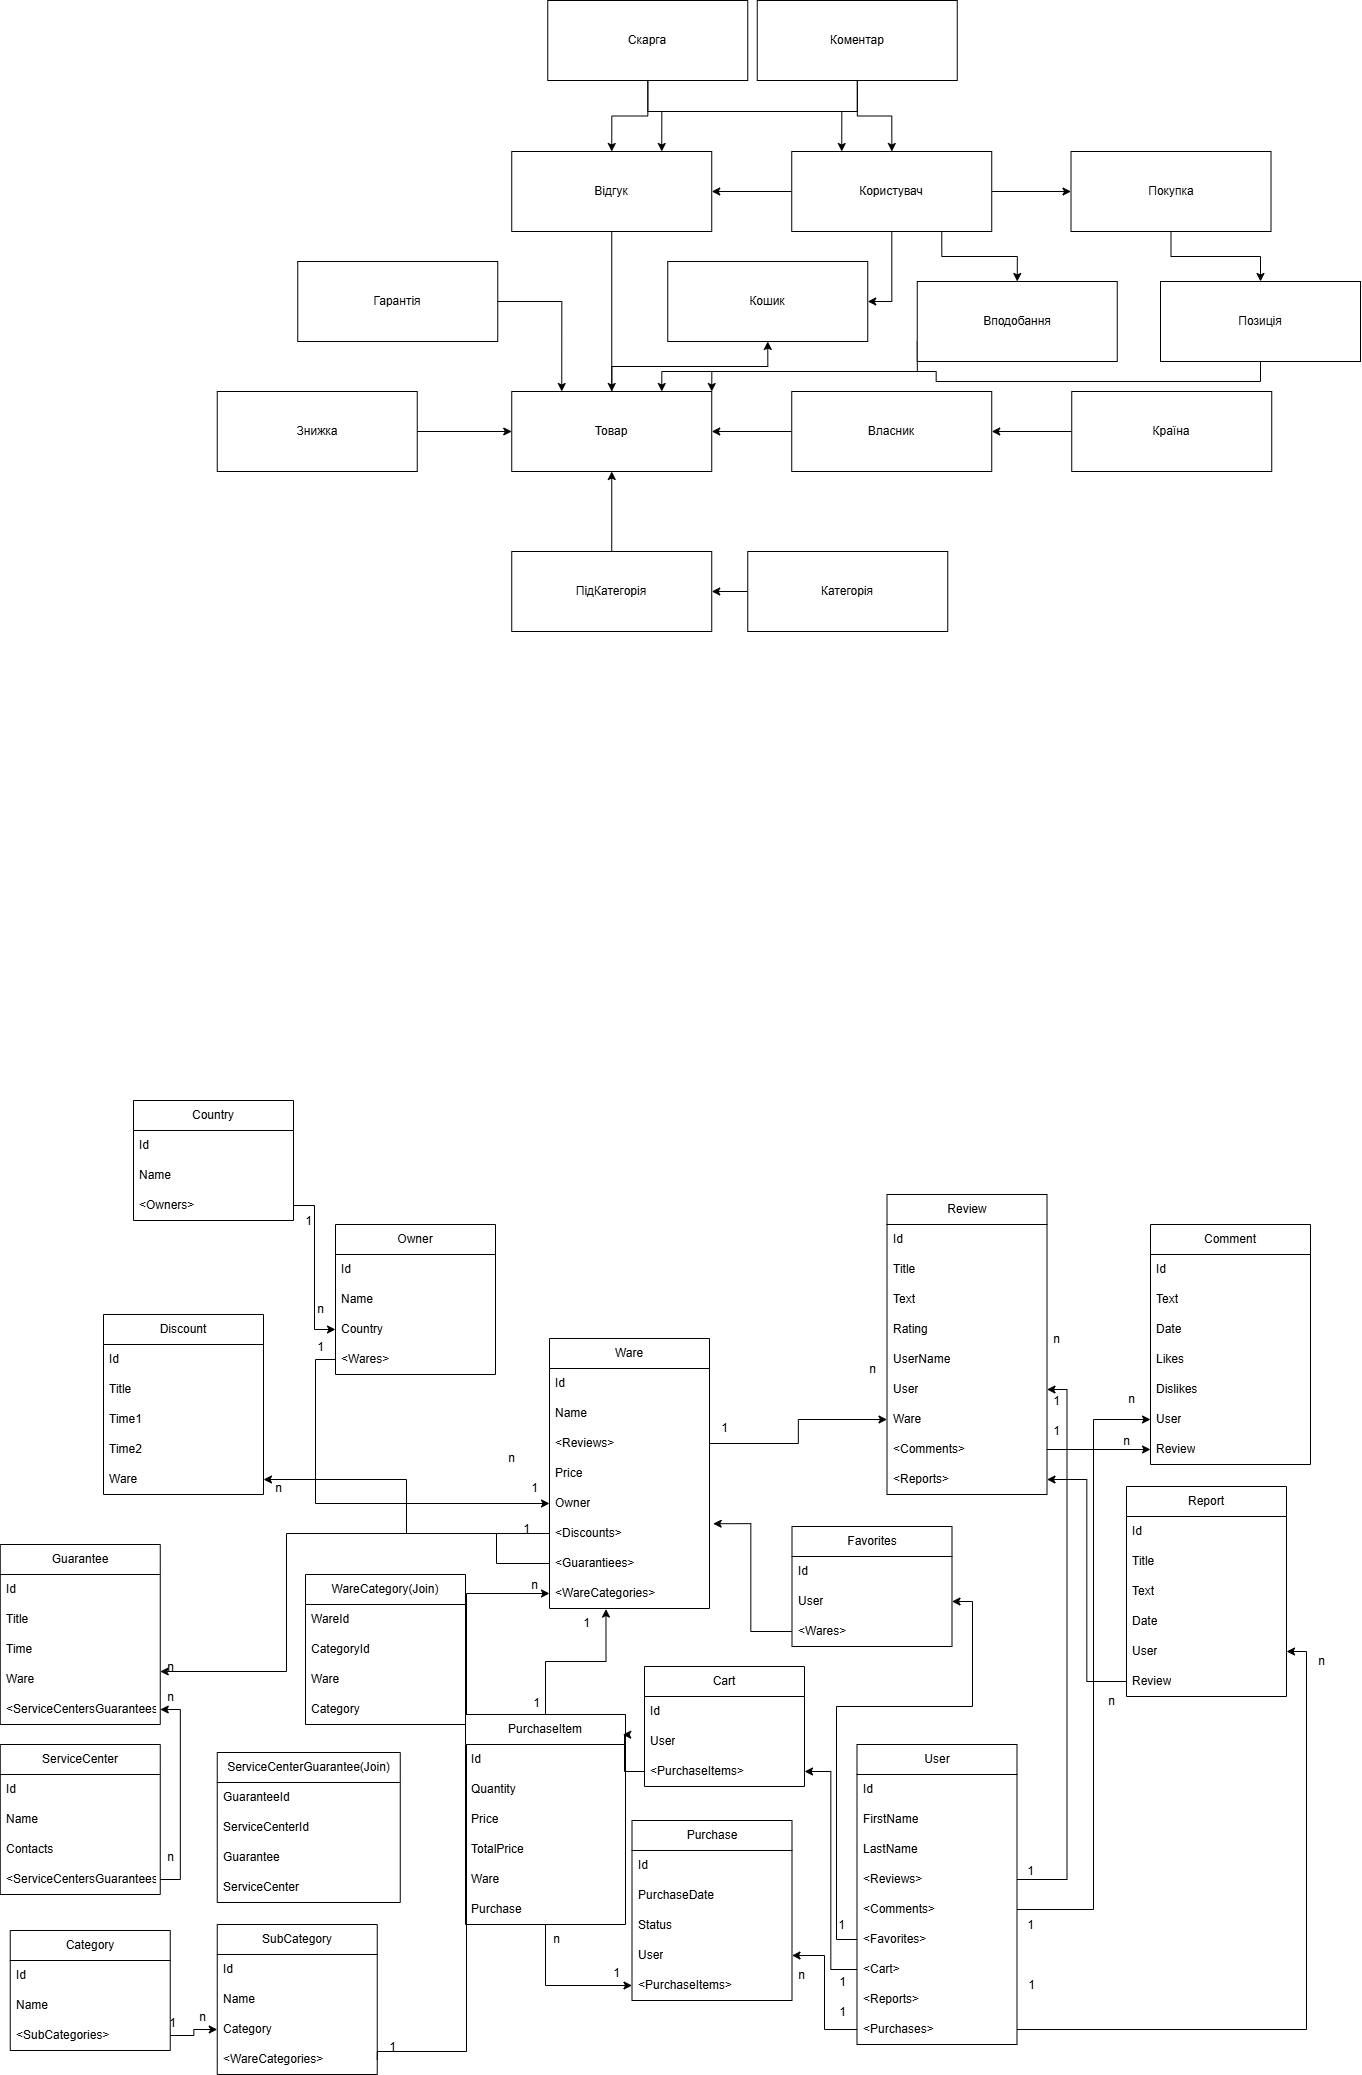 Скарга
Коментар
Відгук
Користувач
Покупка
Гарантія
Кошик
Вподобання
Позиція
Знижка
Товар
Власник
Країна
ПідКатегорія
Категорія
Country
Id
Name
<Owners>
1
n
Owner
Id
Name
Country
<Wares>
1
Discount
Id
Title
Time1
Time2
Ware
n
Ware
Id
Name
<Reviews>
Price
Owner
<Discounts>
<Guarantiees>
<WareCategories>
n
1
1
n
1
1
Review
Id
Title
Text
Rating
UserName
User
Ware
<Comments>
<Reports>
n
n
1
1
n
n
Comment
Id
Text
Date
Likes
Dislikes
User
Review
Report
Id
Title
Text
Date
User
Review
n
n
Favorites
Id
User
<Wares>
Guarantee
Id
Title
Time
Ware
<ServiceCentersGuarantees
n
n
WareCategory(Join)
WareId
CategoryId
Ware
Category
Cart
Id
User
<PurchaseItems>
1
PurchaseItem
Id
Quantity
Price
TotalPrice
Ware
Purchase
n
1
ServiceCenter
Id
Name
Contacts
<ServiceCentersGuarantees
n
ServiceCenterGuarantee(Join)
GuaranteeId
ServiceCenterId
Guarantee
ServiceCenter
Purchase
Id
PurchaseDate
Status
User
<PurchaseItems>
n
User
Id
FirstName
LastName
<Reviews>
<Comments>
<Favorites>
<Cart>
<Reports>
<Purchases>
1
1
1
1
1
1
Category
Id
Name
<SubCategories>
1
n
SubCategory
Id
Name
Category
<WareCategories>
1